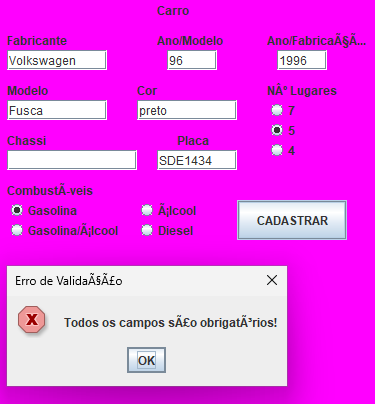 Carro
Fabricante Ano/Modelo Ano/FabricaÃ§Ã...
Volkswagen 96 1996
Modelo Cor NÂº Lugares
Fusca preto 7
5
Chassi Placa 4
SDE1434
CombustÃ­veis
Gasolina Ã¡lcool
Gasolina/Ã¡lcool Diesel
CADASTRAR
Erro de ValidaÃ§Ã£o
Todos os campos sÃ£o obrigatÃ³rios!
OK